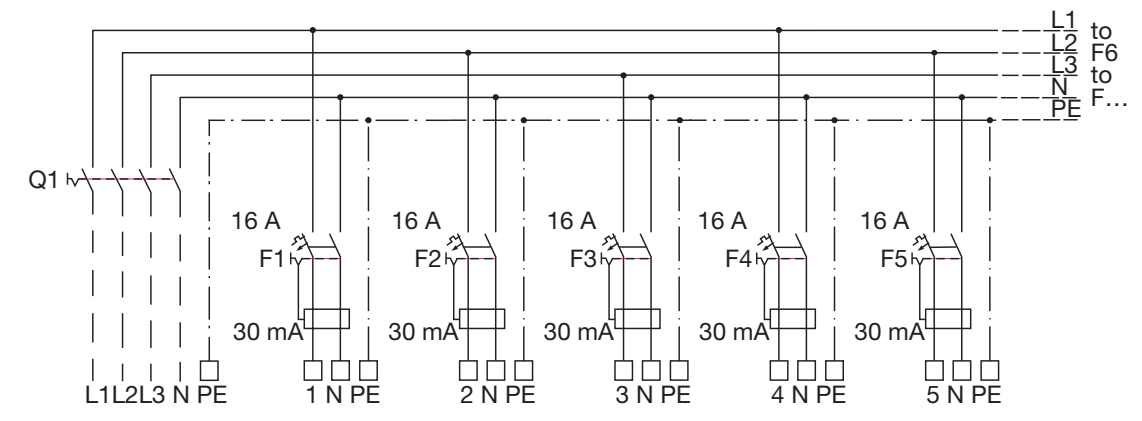 L1
L2
L3
N
PE
to
F6
to
F...
Q1
16 A
16 A
16 A
16 A
16 A
F1
F2
F3
F4
F5
30 mA
30 mA
30 mA
30 mA
30 mA
L1 L2 L3 N PE
1 N PE
2 N PE
3 N PE
4 N PE
5 N PE